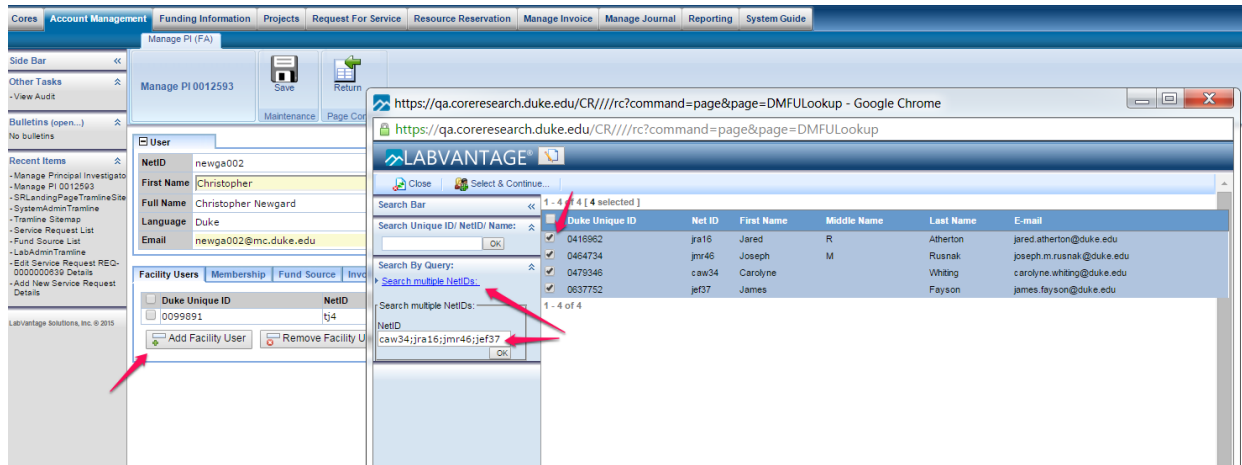 Cores Account Management Funding Information Projects Request For Service Resource Reservation Manage Invoice Manage Journal Reporting System Guide
Manage PI (FA)
Side Bar «
Other Tasks
-View Audit
Bulletins (open...)
No bulletins
Recent Items
-Manage Principal Investigato
-Manage PI 0012593
-SRLandingPageTramlineSite
-SystemAdminTramline
-Tramline Sitemap
-Service Request List
-Fund Source List
-LabAdminTramline
-Edit Service Request REQ-
0000000639 Details
-Add New Service Request
Details
LabVantage Solutions, Inc. © 2015
Manage PI 0012593
Save
Return
Maintenance Page Con
User
NetID newga002
First Name Christopher
Full Name Christopher Newgard
Language Duke
Email newga002@mc.duke.edu
Facility Users Membership Fund Source Invo
Duke Unique ID NetID
0099891 tj4
Add Facility User Remove Facility U
https://qa.coreresearch.duke.edu/CR////rc?command=page&page=DMFULookup - Google Chrome
https://qa.coreresearch.duke.edu/CR////rc?command=page&page=DMFULookup
LABVANTAGE®
Close Select & Continue...
Search Bar «
Search Unique ID/ NetID/ Name:
OK
Search By Query:
Search multiple NetIDs:
Search multiple NetIDs:
NetID
caw34;jra16;jmr46;jef37
OK
1 - 4 of 4 [ 4 selected ]
Duke Unique ID Net ID First Name Middle Name Last Name E-mail
0416962 jra16 Jared R Atherton jared.atherton@duke.edu
0464734 jmr46 Joseph M Rusnak joseph.m.rusnak@duke.edu
0479346 caw34 Carolyne Whiting carolyne.whiting@duke.edu
0637752 jef37 James Fayson james.fayson@duke.edu
1 - 4 of 4